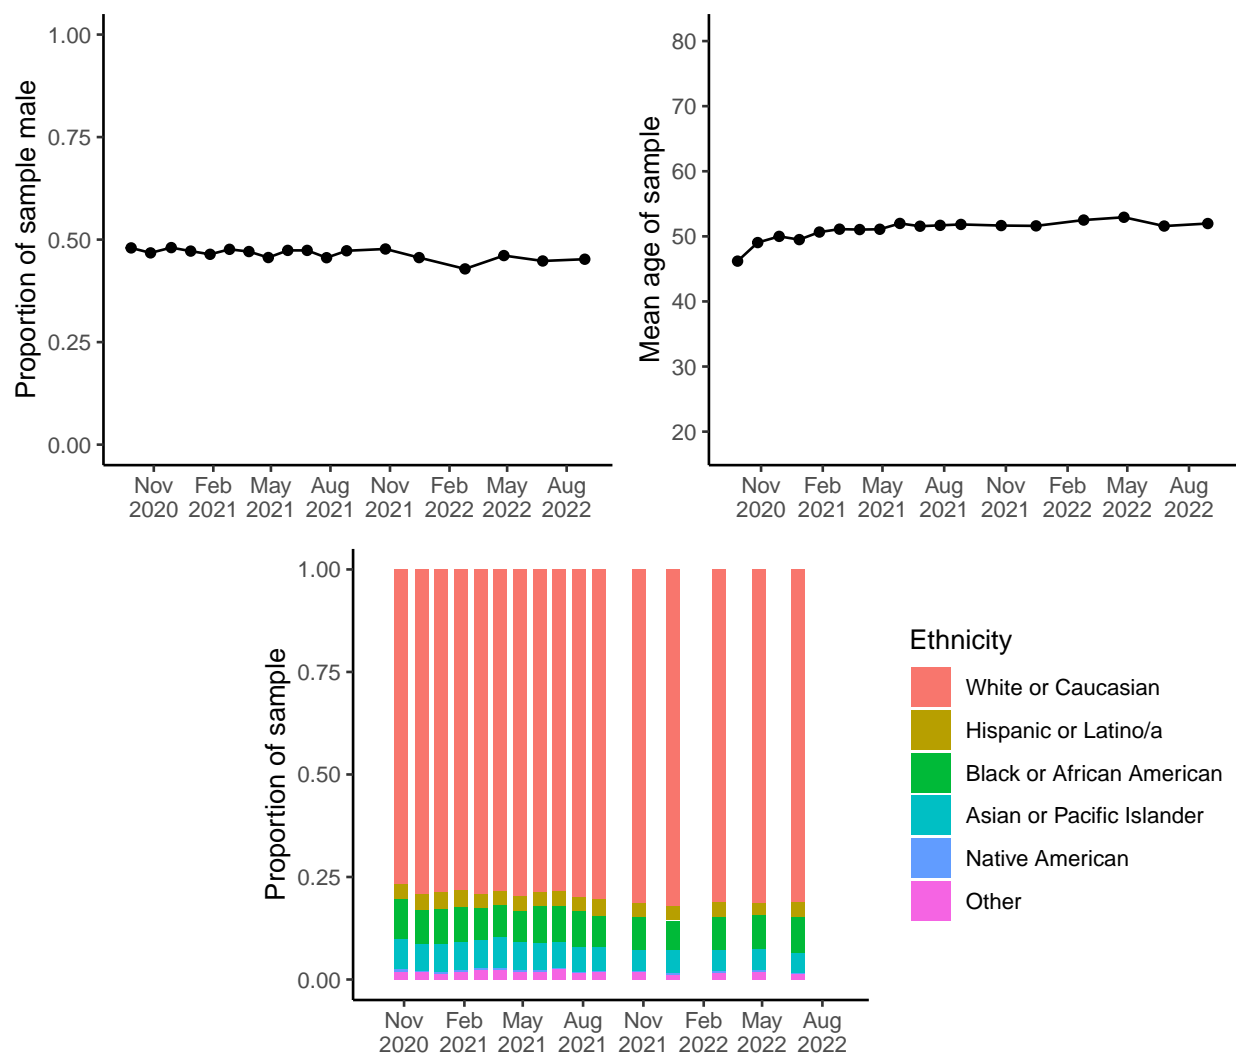 Proportion of sample male
1.00
0.75
0.50
0.25
0.00
Nov Feb May Aug Nov Feb May Aug
2020 2021 2021 2021 2021 2022 2022 2022
Mean age of sample
80
70
60
50
40
30
20
Nov Feb May Aug Nov Feb May Aug
2020 2021 2021 2021 2021 2022 2022 2022
Proportion of sample
1.00
0.75
0.50
0.25
0.00
Nov Feb May Aug Nov Feb May Aug
2020 2021 2021 2021 2021 2022 2022 2022
Ethnicity
White or Caucasian
Hispanic or Latino/a
Black or African American
Asian or Pacific Islander
Native American
Other